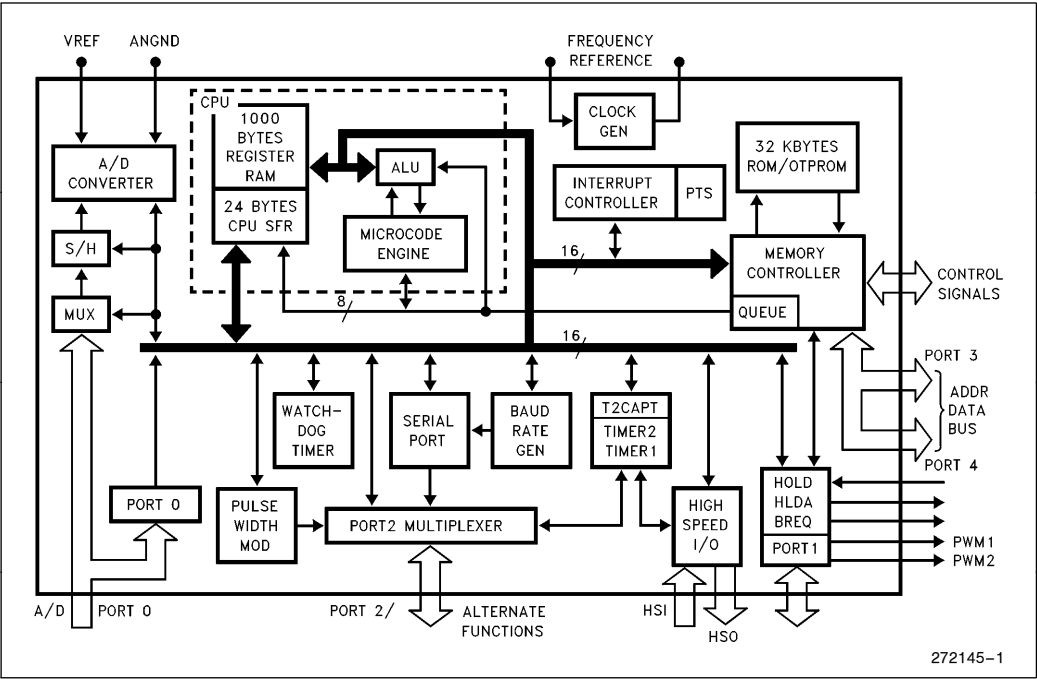 VREF
ANGND
FREQUENCY
REFERENCE
CPU
1000
BYTES
REGISTER
RAM
24 BYTES
CPU SFR
ALU
MICROCODE
ENGINE
CLOCK
GEN
32 KBYTES
ROM/OTPROM
A/D
CONVERTER
INTERRUPT
CONTROLLER
PTS
S/H
MUX
16
MEMORY
CONTROLLER
QUEUE
CONTROL
SIGNALS
8
16
PORT 3
ADDR
DATA
BUS
PORT 4
WATCH-
DOG
TIMER
SERIAL
PORT
BAUD
RATE
GEN
T2CAPT
TIMER2
TIMER1
PORT 0
PULSE
WIDTH
MOD
PORT2 MULTIPLEXER
HIGH
SPEED
I/O
HOLD
HLDA
BREQ
PORT1
PWM1
PWM2
A/D
PORT 0
PORT 2/
ALTERNATE
FUNCTIONS
HSI
HSO
272145-1